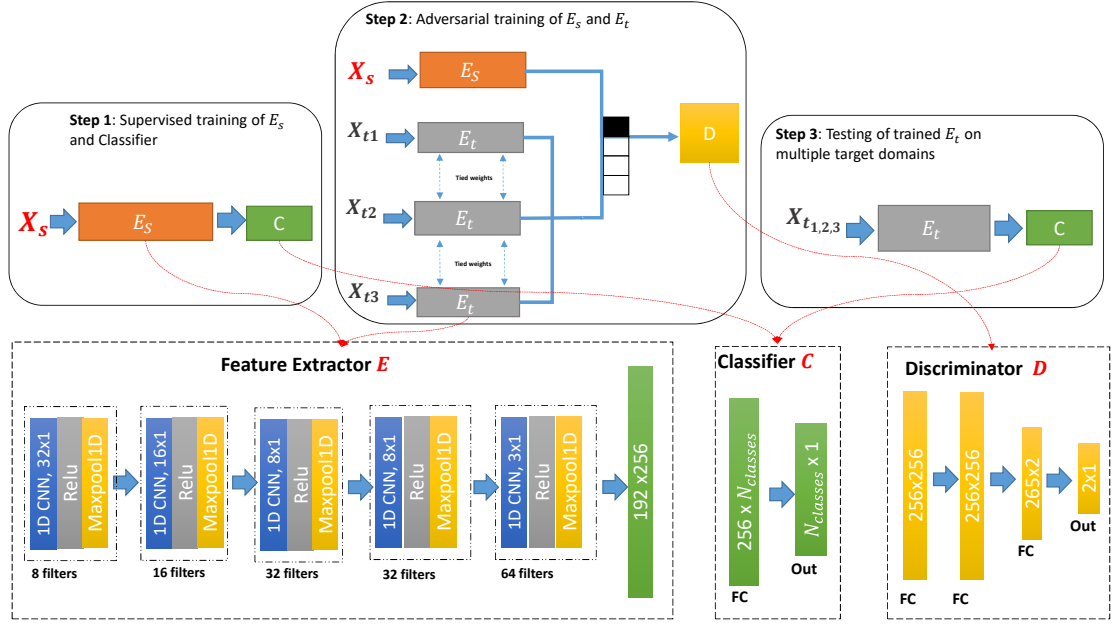 Step 1: Supervised training of E_s
and Classifier
X_s
E_S
C
Step 2: Adversarial training of E_s and E_t
X_s
E_S
X_t1
E_t
Tied weights
X_t2
E_t
Tied weights
X_t3
E_t
D
Step 3: Testing of trained E_t on
multiple target domains
X_t1,2,3
E_t
C
Feature Extractor E
1D CNN, 32x1
Relu
Maxpool1D
8 filters
1D CNN, 16x1
Relu
Maxpool1D
16 filters
1D CNN, 8x1
Relu
Maxpool1D
32 filters
1D CNN, 8x1
Relu
Maxpool1D
32 filters
1D CNN, 3x1
Relu
Maxpool1D
64 filters
192 x256
Classifier C
256 x N_classes
FC
N_classes x 1
Out
Discriminator D
256x256
FC
256x256
FC
265x2
FC
2x1
Out